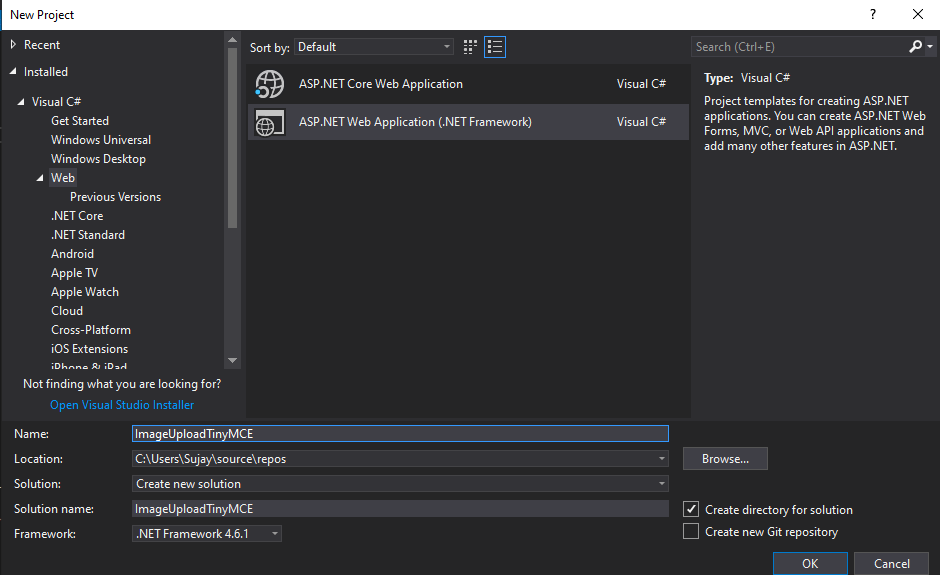 New Project
?
Recent
Installed
Visual C#
Get Started
Windows Universal
Windows Desktop
Web
Previous Versions
.NET Core
.NET Standard
Android
Apple TV
Apple Watch
Cloud
Cross-Platform
iOS Extensions
iPhone & iPad
Not finding what you are looking for?
Open Visual Studio Installer
Sort by: Default
ASP.NET Core Web Application Visual C#
ASP.NET Web Application (.NET Framework) Visual C#
Search (Ctrl+E)
Type: Visual C#
Project templates for creating ASP.NET
applications. You can create ASP.NET Web
Forms, MVC, or Web API applications and
add many other features in ASP.NET.
Name: ImageUploadTinyMCE
Location: C:\Users\Sujay\source\repos
Browse...
Solution: Create new solution
Solution name: ImageUploadTinyMCE
Create directory for solution
Framework: .NET Framework 4.6.1
Create new Git repository
OK Cancel